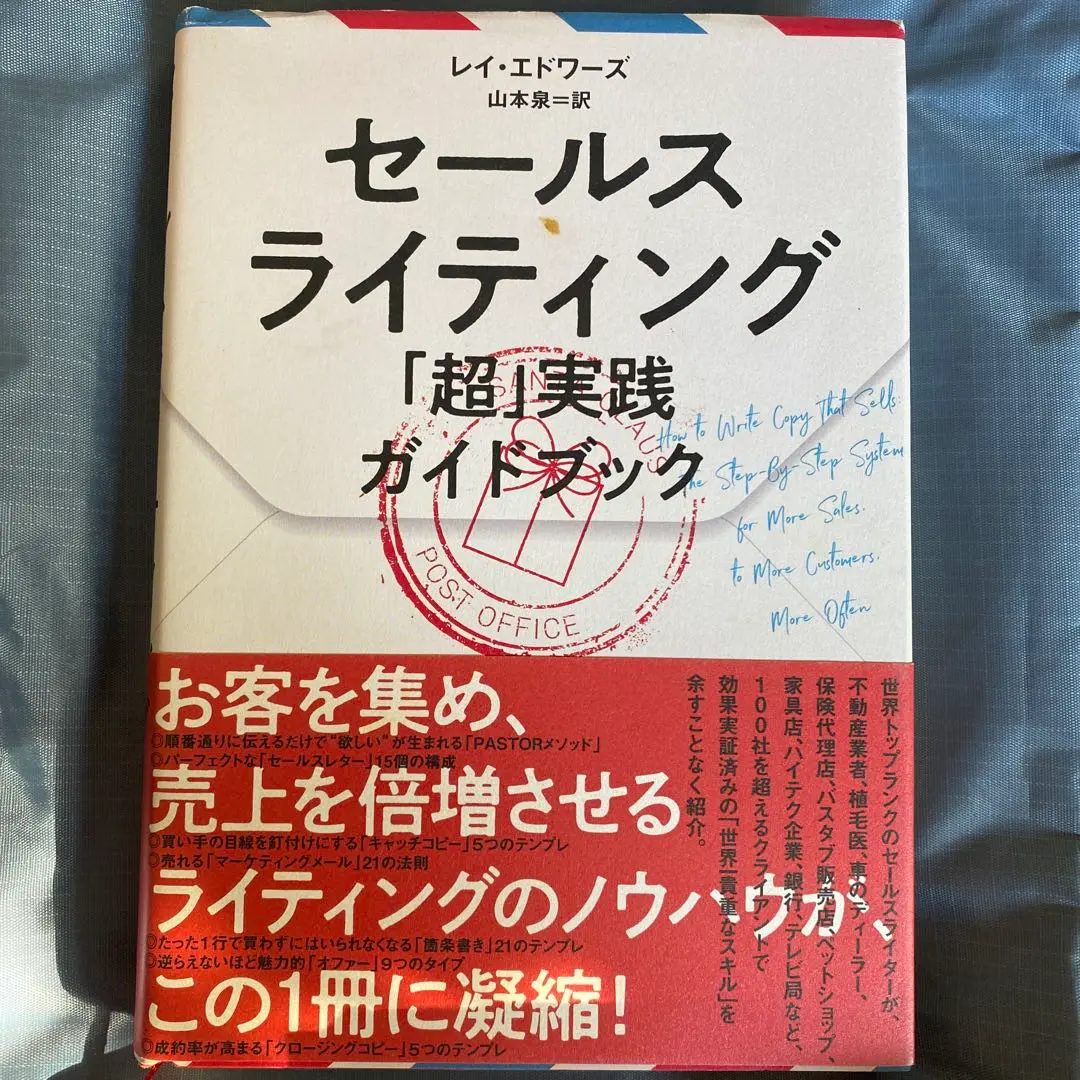 レイ・エドワーズ
山本泉=訳
セールス
ライティング
「超」実践
ガイドブック
SANTA CLAUS
POST OFFICE
How to Write Copy That Sells:
The Step-By-Step System
for More Sales,
to More Customers,
More Often
お客を集め、
◎順番通りに伝えるだけで“欲しい”が生まれる「PASTORメソッド」
◎パーフェクトな「セールスレター」15個の構成
売上を倍増させる
◎買い手の目線を釘付けにする「キャッチコピー」5つのテンプレ
◎売れる「マーケティングメール」21の法則
ライティングのノウハウが、
◎たった1行で買わずにはいられなくなる「箇条書き」21のテンプレ
◎逆らえないほど魅力的「オファー」9つのタイプ
この1冊に凝縮!
◎成約率が高まる「クロージングコピー」5つのテンプレ
世界トップランクのセールスライターが、
不動産業者、植毛医、車のディーラー、
保険代理店、バスタブ販売店、ペットショップ、
家具店、ハイテク企業、銀行、テレビ局など、
100社を超えるクライアントで
効果実証済みの「世界一貴重なスキル」を
余すことなく紹介。